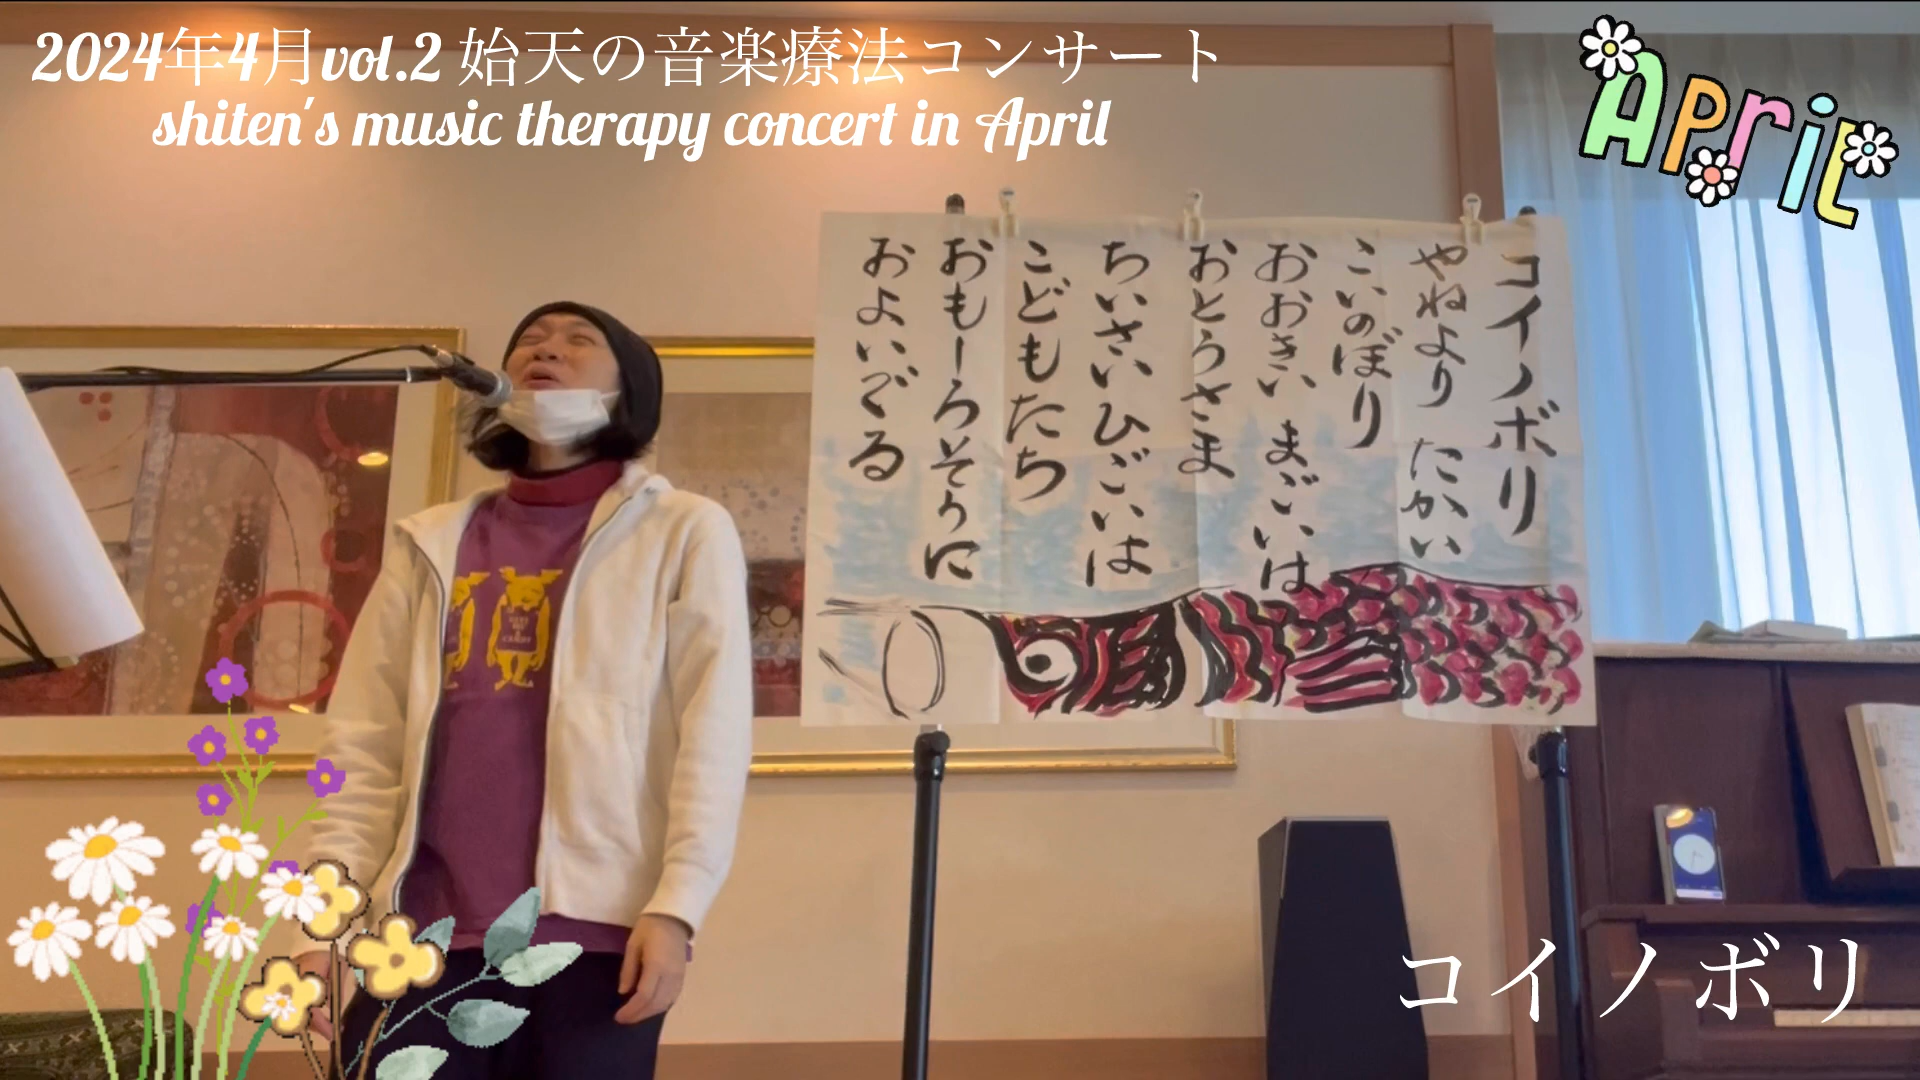 2024年4月vol.2 始天の音楽療法コンサート
shiten's music therapy concert in April
April
コイノボリ
やねより たかい
こいのぼり
おおきい まごいは
おとうさま
ちいさいひごいは
こどもたち
おもーろそうに
およいでる
コイノボリ